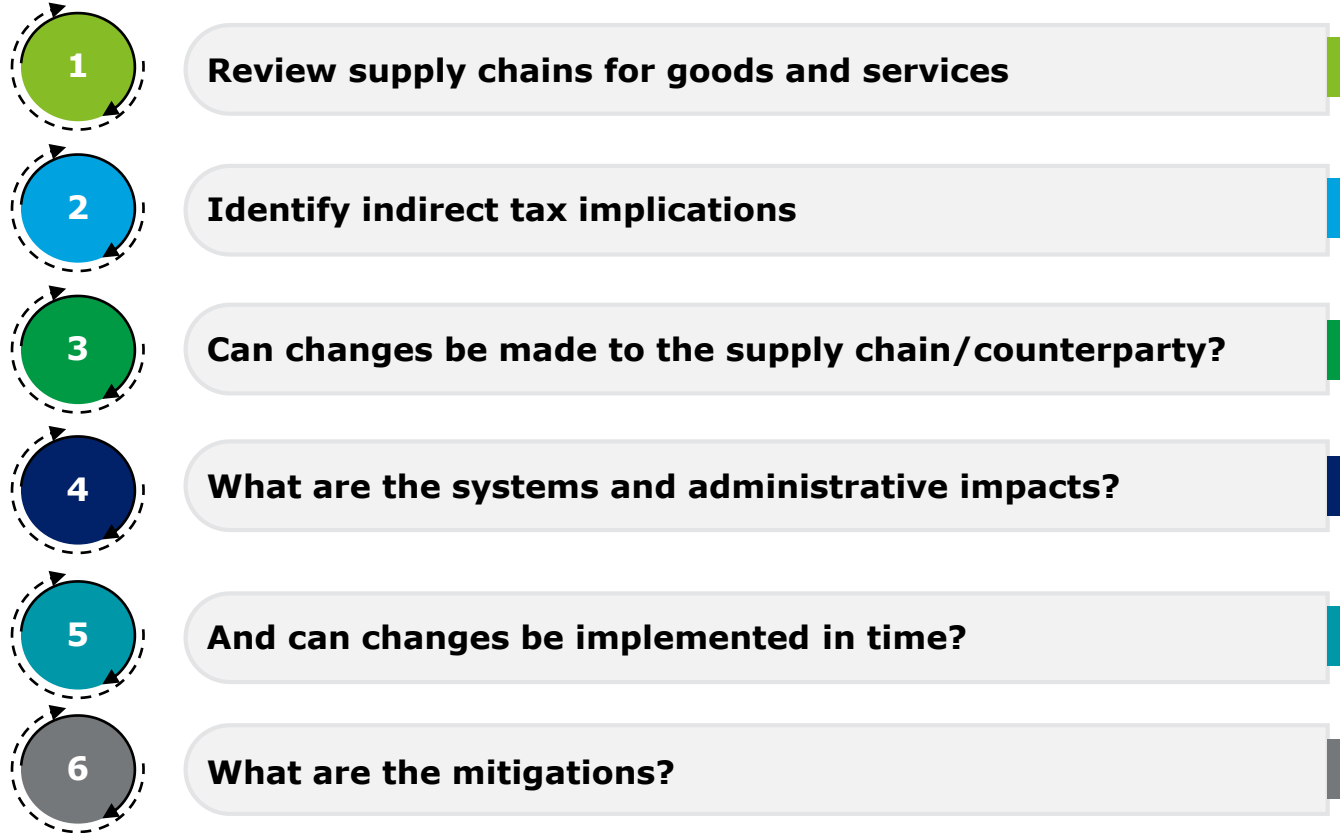 1
Review supply chains for goods and services
2
Identify indirect tax implications
3
Can changes be made to the supply chain/counterparty?
4
What are the systems and administrative impacts?
5
And can changes be implemented in time?
6
What are the mitigations?